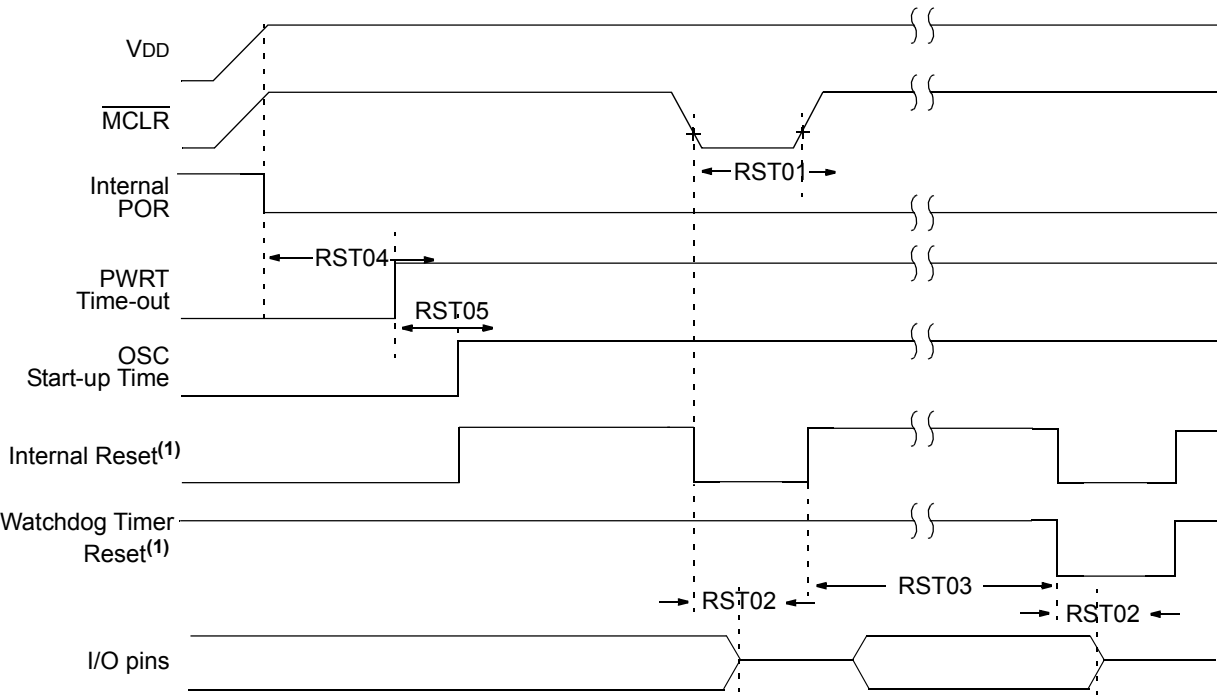 VDD
MCLR
RST01
Internal
POR
RST04
PWRT
Time-out
RST05
OSC
Start-up Time
Internal Reset(1)
Watchdog Timer
Reset(1)
RST02
RST03
RST02
I/O pins